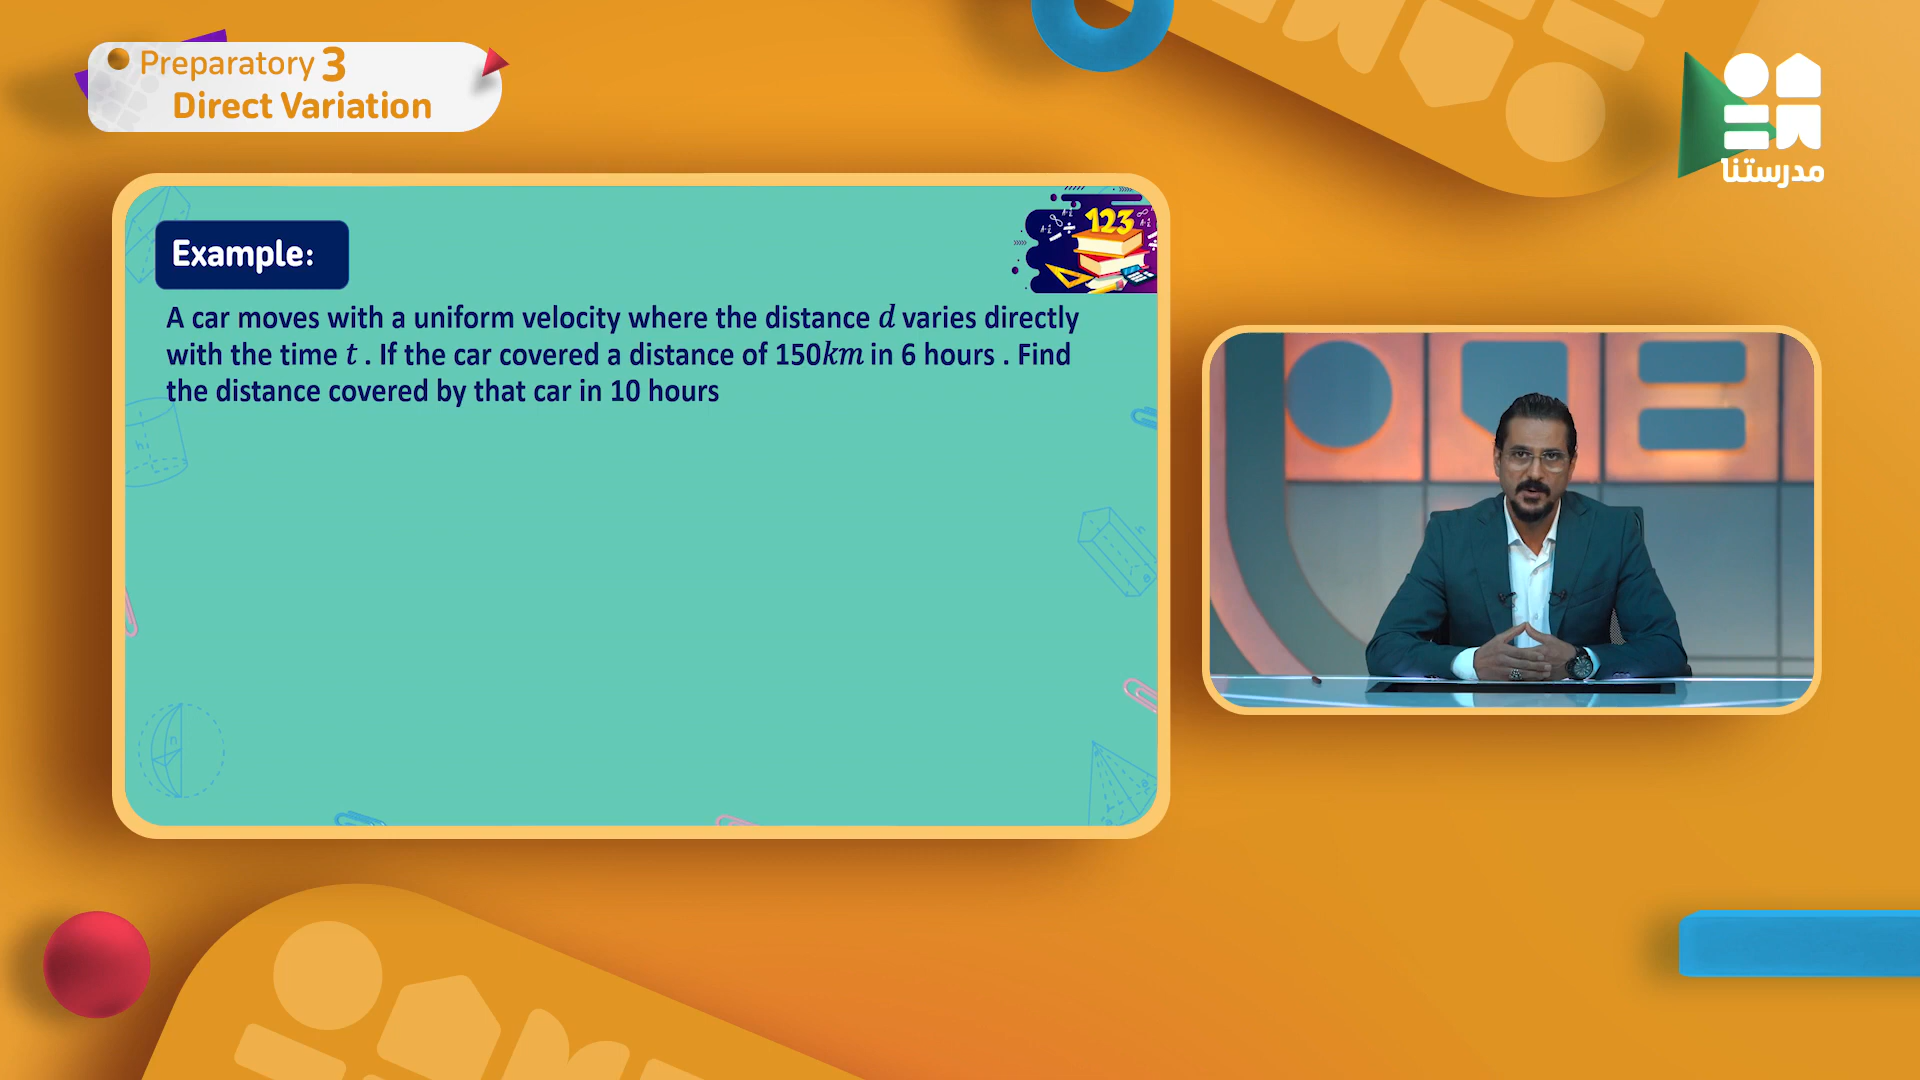 Preparatory 3
Direct Variation
مدرستنا
123
Example:
A car moves with a uniform velocity where the distance d varies directly
with the time t . If the car covered a distance of 150km in 6 hours . Find
the distance covered by that car in 10 hours